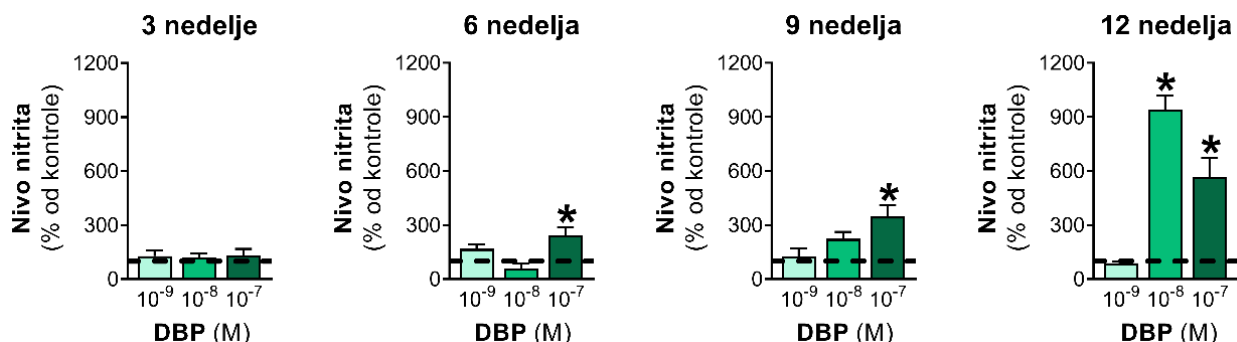 3 nedelje
Nivo nitrita
(% od kontrole)
1200
900
600
300
0
10⁻⁹ 10⁻⁸ 10⁻⁷
DBP (M)
6 nedelja
Nivo nitrita
(% od kontrole)
1200
900
600
300
0
*
10⁻⁹ 10⁻⁸ 10⁻⁷
DBP (M)
9 nedelja
Nivo nitrita
(% od kontrole)
1200
900
600
300
0
*
10⁻⁹ 10⁻⁸ 10⁻⁷
DBP (M)
12 nedelja
Nivo nitrita
(% od kontrole)
1200
900
600
300
0
*
*
10⁻⁹ 10⁻⁸ 10⁻⁷
DBP (M)